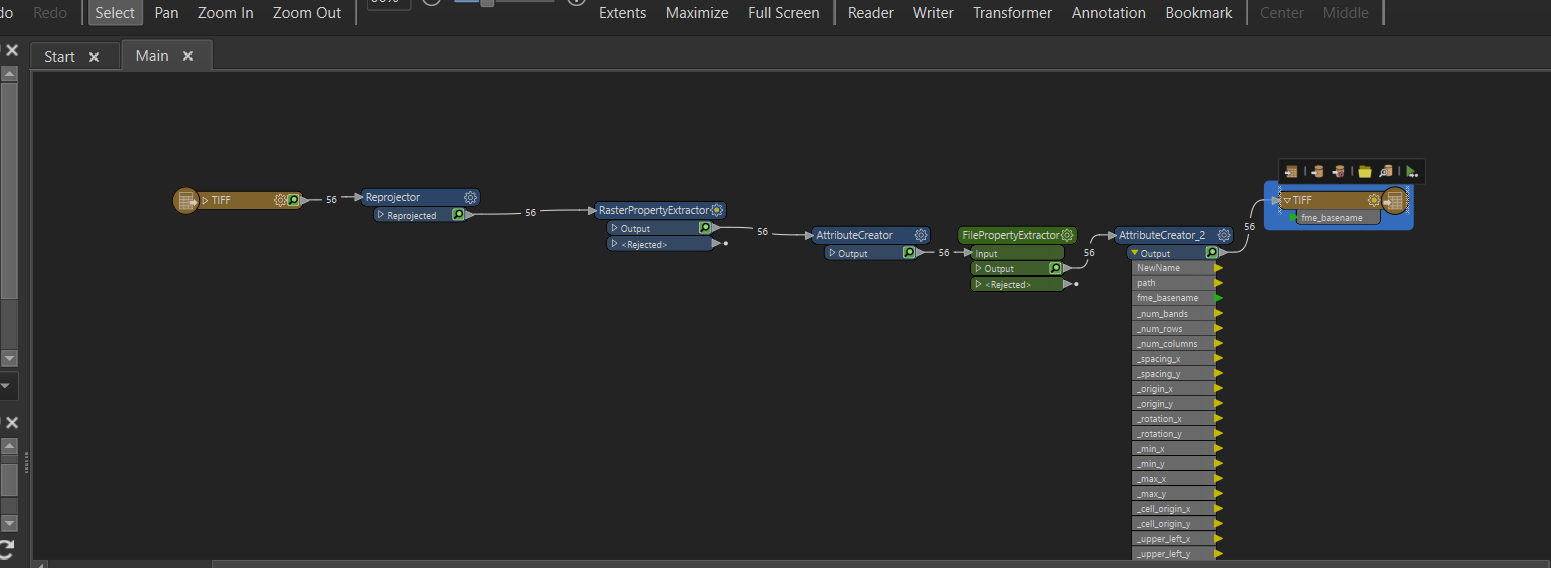 Redo
Select
Pan
Zoom In
Zoom Out
Extents
Maximize
Full Screen
Reader
Writer
Transformer
Annotation
Bookmark
Center
Middle
Start
Main
TIFF
56
Reprojector
Reprojected
56
RasterPropertyExtractor
Output
<Rejected>
56
AttributeCreator
Output
56
FilePropertyExtractor
Input
Output
<Rejected>
56
AttributeCreator_2
Output
NewName
path
fme_basename
_num_bands
_num_rows
_num_columns
_spacing_x
_spacing_y
_origin_x
_origin_y
_rotation_x
_rotation_y
_min_x
_min_y
_max_x
_max_y
_cell_origin_x
_cell_origin_y
_upper_left_x
_upper_left_y
56
TIFF
fme_basename